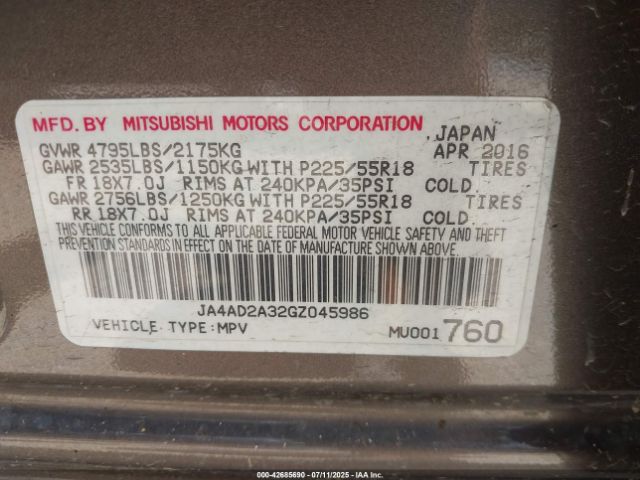 MFD. BY MITSUBISHI MOTORS CORPORATION
JAPAN
GVWR 4795LBS/2175KG APR 2016
GAWR 2535LBS/1150KG WITH P225/55R18 TIRES
FR 18X7.0J RIMS AT 240KPA/35PSI COLD.
GAWR 2756LBS/1250KG WITH P225/55R18 TIRES
RR 18X7.0J RIMS AT 240KPA/35PSI COLD.
THIS VEHICLE CONFORMS TO ALL APPLICABLE FEDERAL MOTOR VEHICLE SAFETY AND THEFT
PREVENTION STANDARDS IN EFFECT ON THE DATE OF MANUFACTURE SHOWN ABOVE.
JA4AD2A32GZ045986
VEHICLE TYPE:MPV MU001760
000-42685690 - 07/11/2025 - IAA Inc.